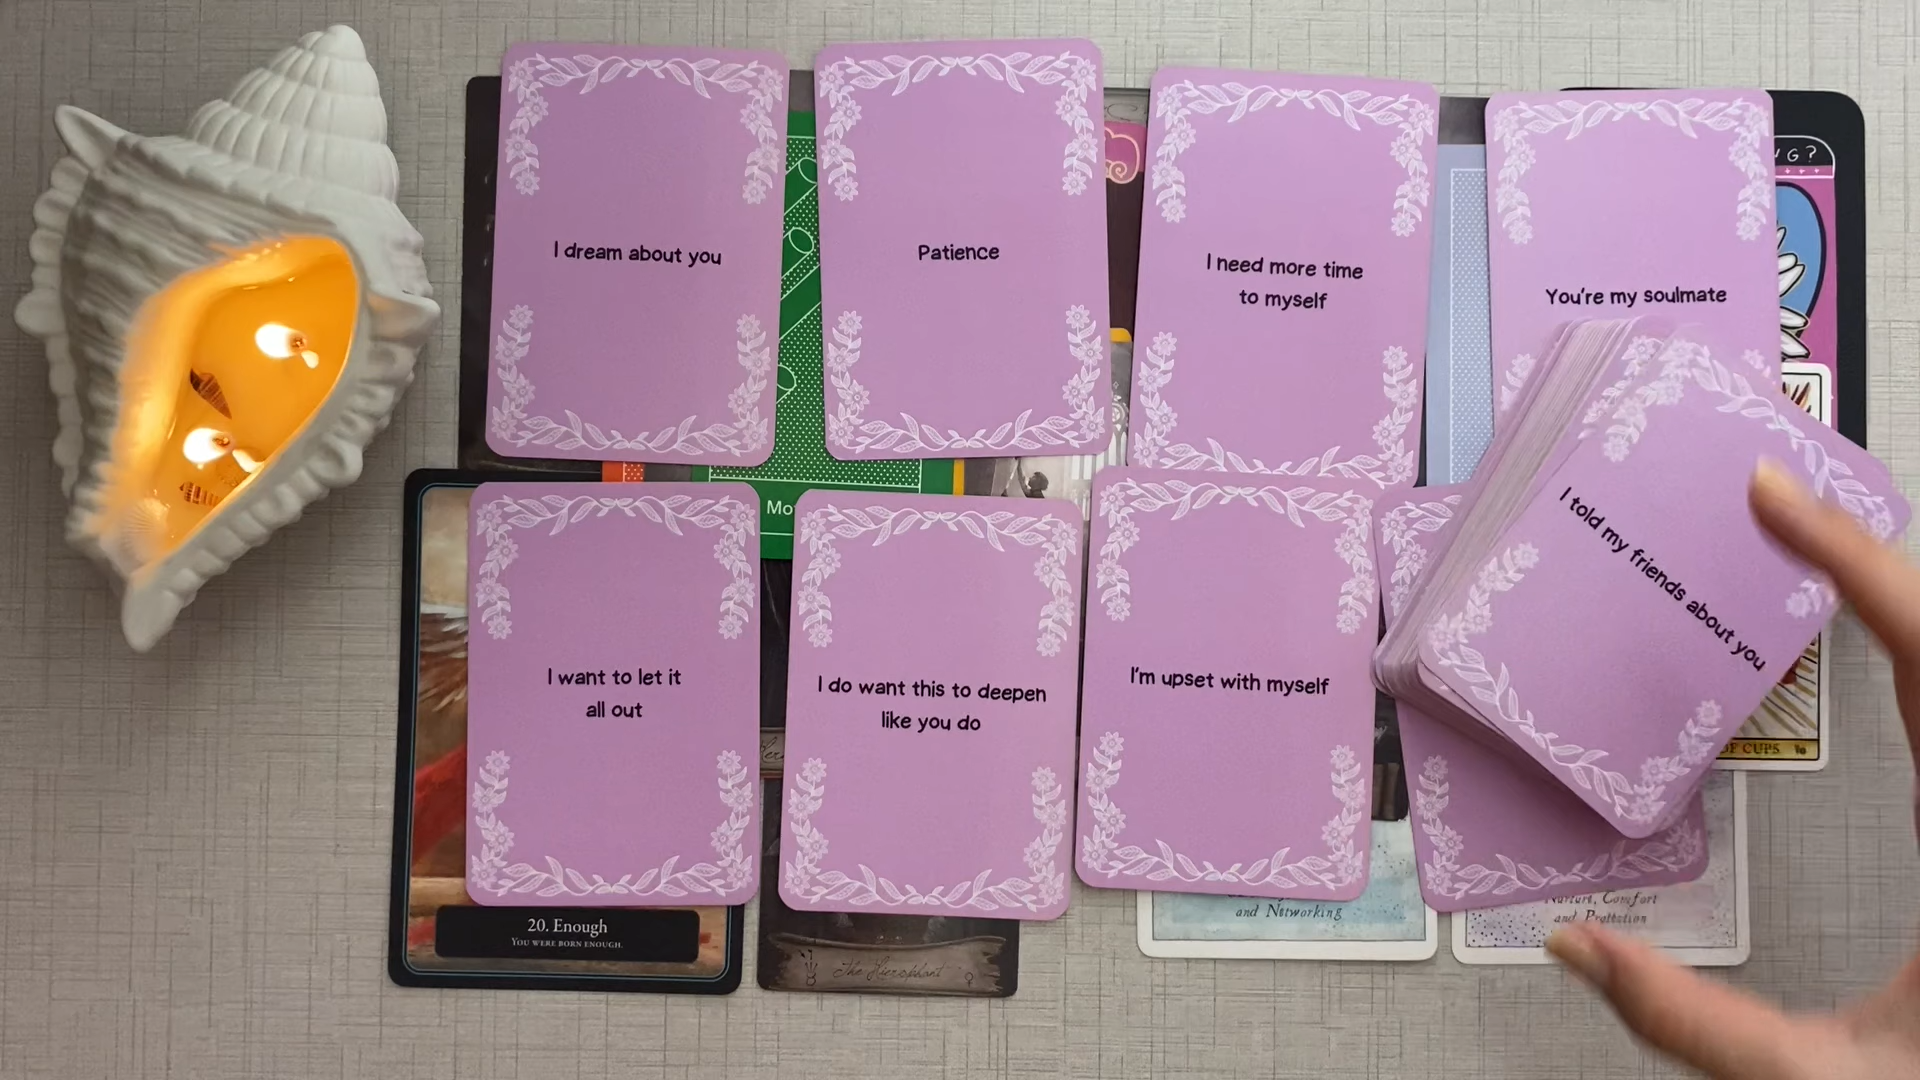 I dream about you
Patience
I need more time
to myself
You're my soulmate
G?
I want to let it
all out
I do want this to deepen
like you do
I'm upset with myself
I told my friends about you
Mo
OF CUPS
20. Enough
YOU WERE BORN ENOUGH.
The Hierophant
and Networking
Nurture, Comfort
and Protection